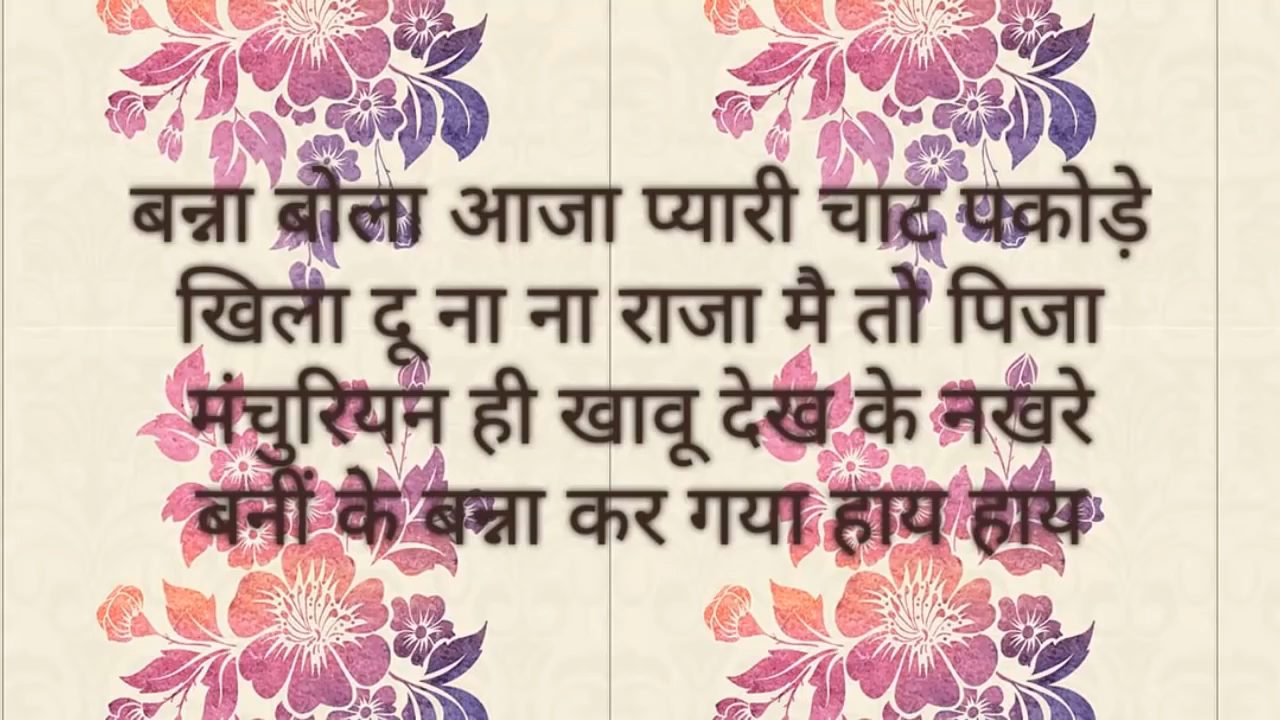 बन्ना बोला आजा प्यारी चाट पकोड़े
खिला दू ना ना राजा मै तो पिजा
मंचुरियन ही खावू देख के नखरे
बनीं के बन्ना कर गया हाय हाय